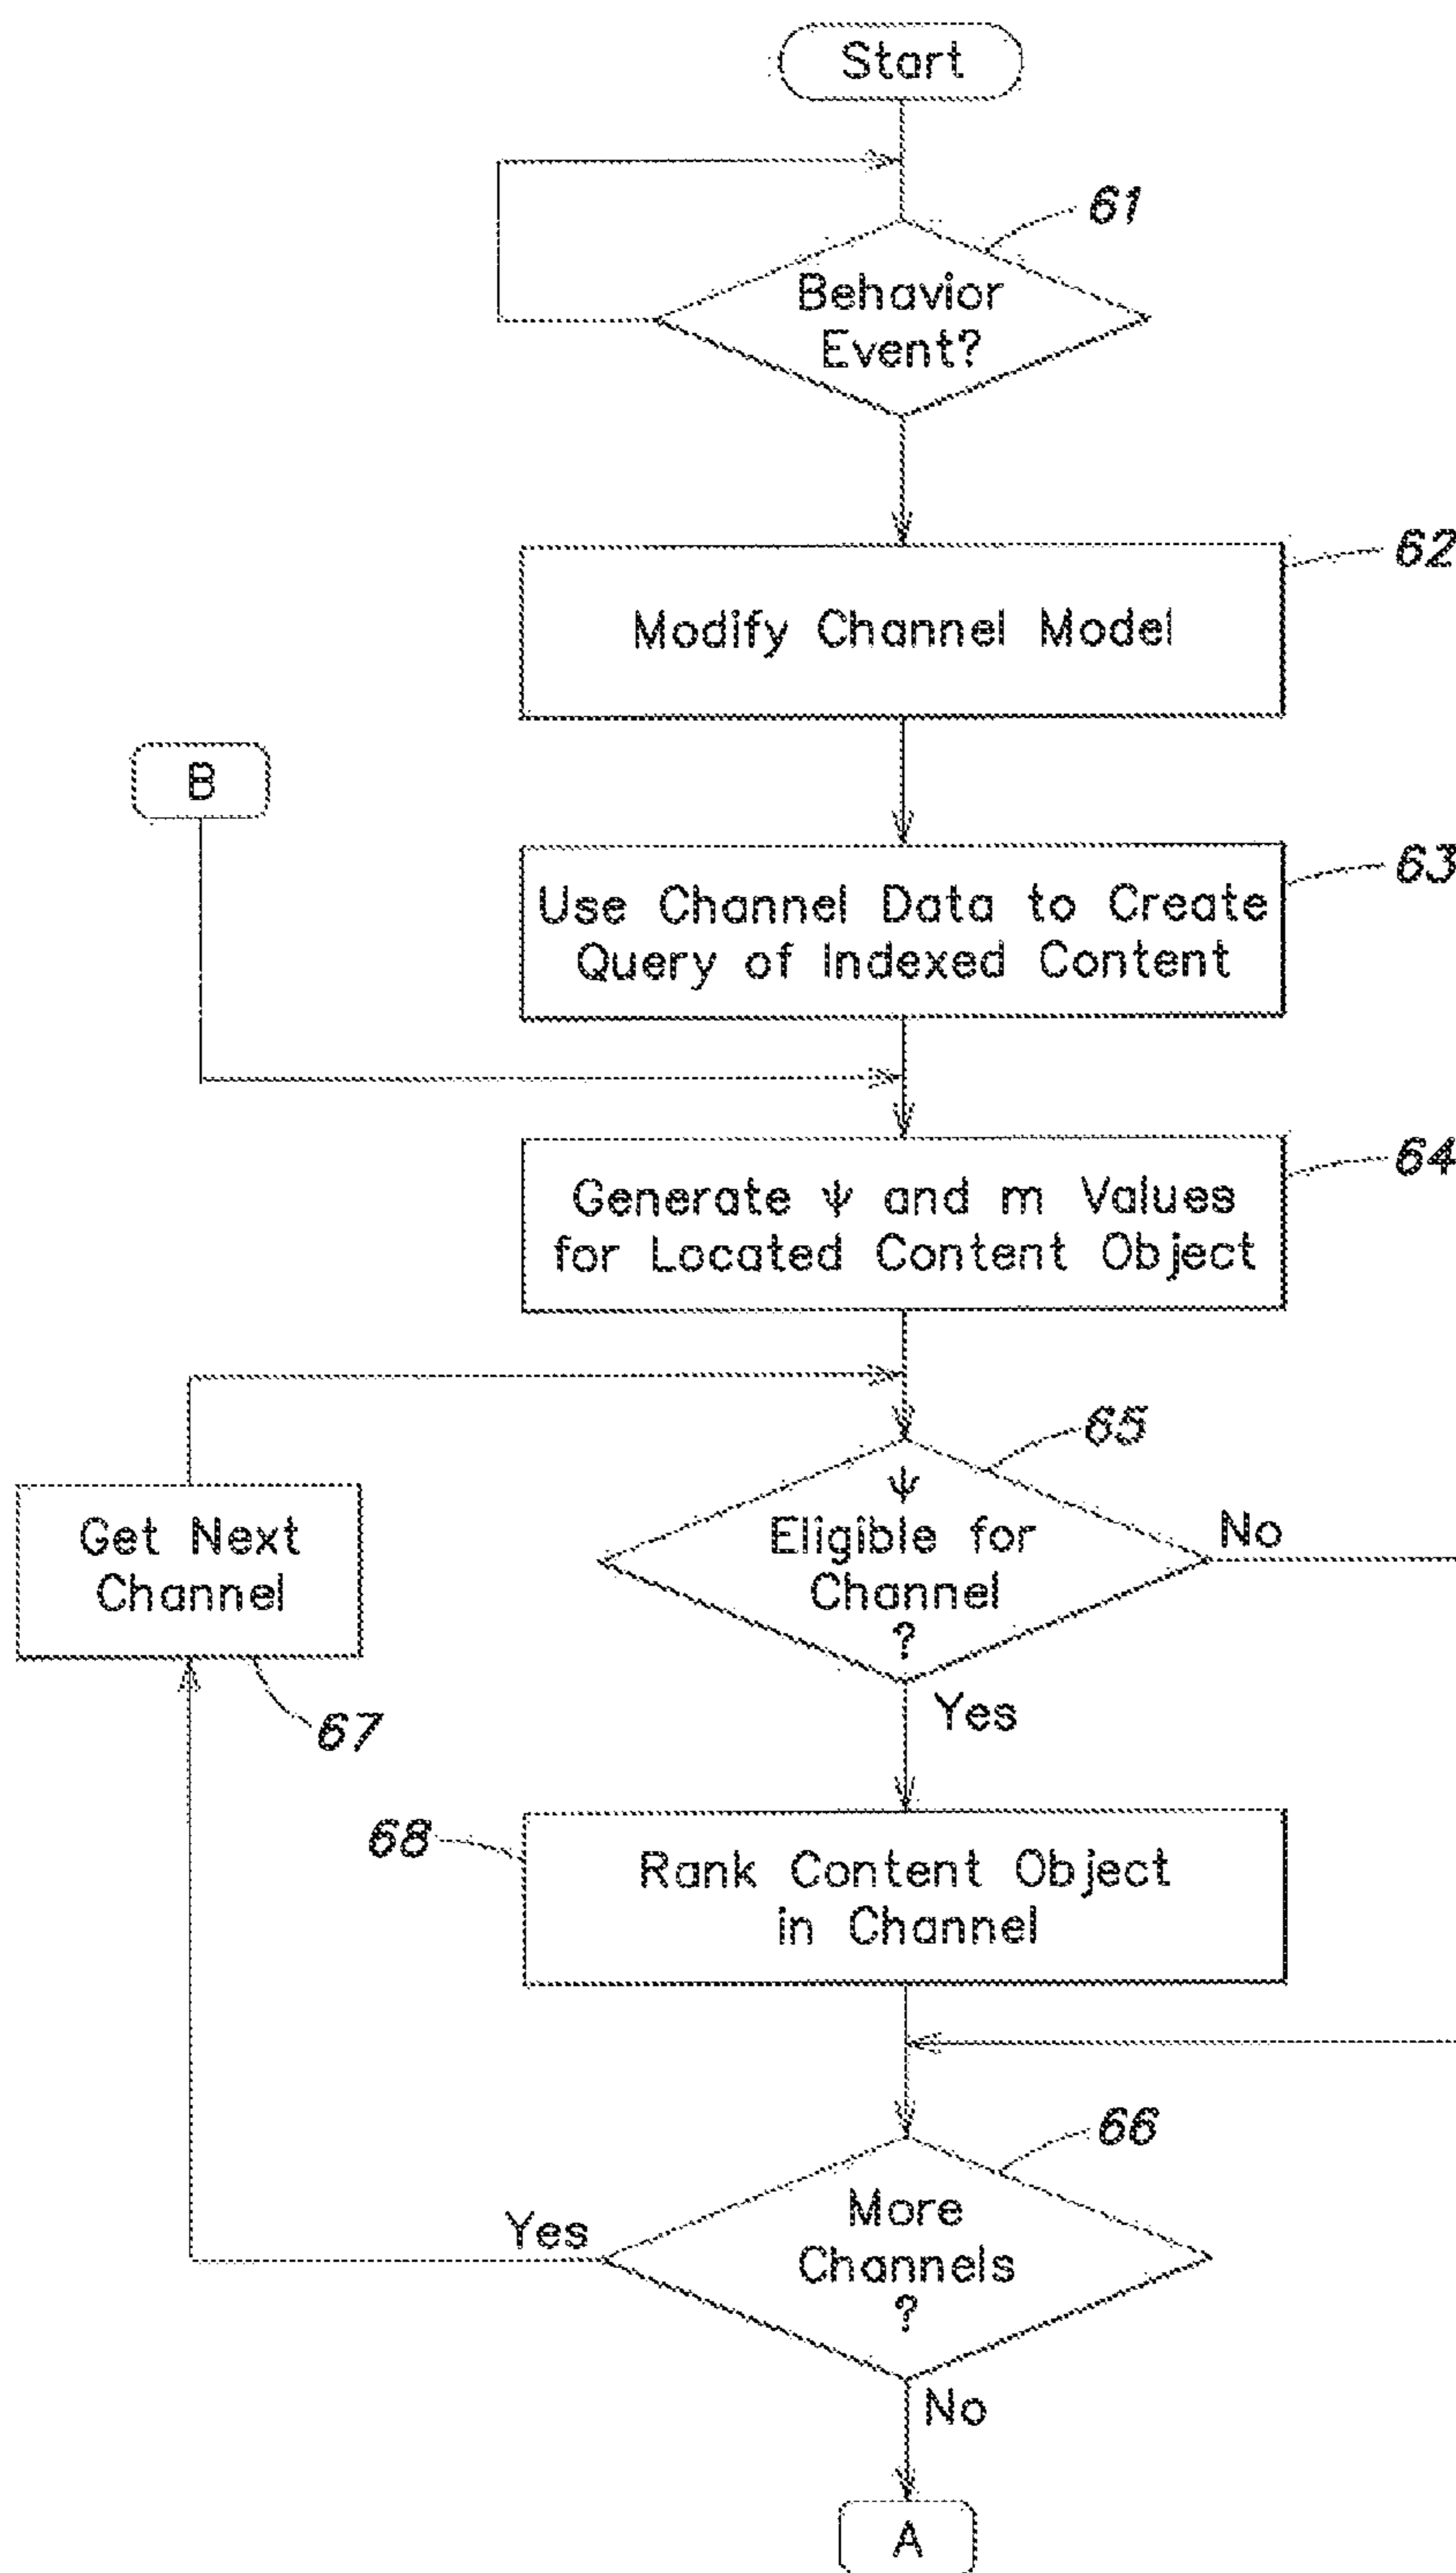 Start
61
Behavior
Event?
62
Modify Channel Model
B
63
Use Channel Data to Create
Query of Indexed Content
64
Generate ψ and m Values
for Located Content Object
65
ψ
Eligible for
Channel
?
No
Get Next
Channel
67
Yes
68
Rank Content Object
in Channel
66
More
Channels
?
Yes
No
A